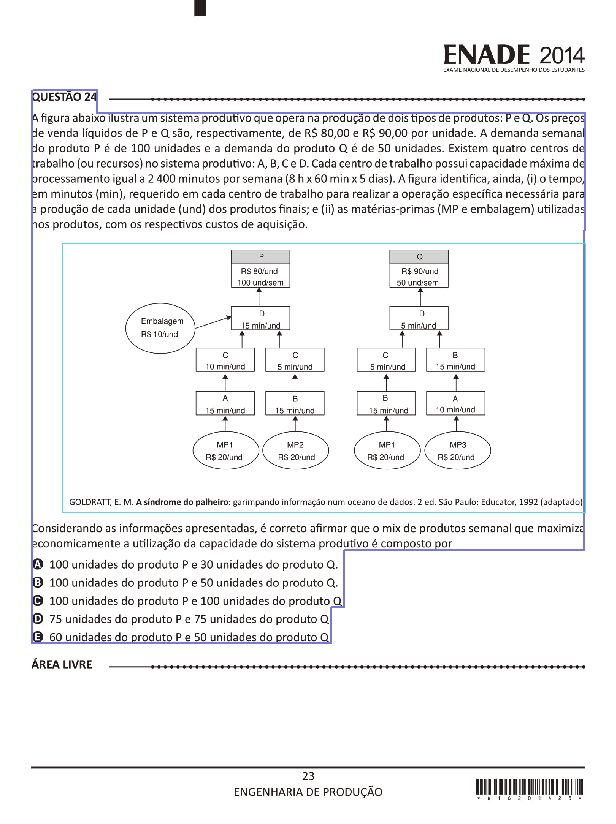 ENADE 2014
EXAME NACIONAL DE DESEMPENHO DOS ESTUDANTES
QUESTÃO 24
A figura abaixo ilustra um sistema produtivo que opera na produção de dois tipos de produtos: P e Q. Os preços
de venda líquidos de P e Q são, respectivamente, de R$ 80,00 e R$ 90,00 por unidade. A demanda semanal
do produto P é de 100 unidades e a demanda do produto Q é de 50 unidades. Existem quatro centros de
trabalho (ou recursos) no sistema produtivo: A, B, C e D. Cada centro de trabalho possui capacidade máxima de
processamento igual a 2 400 minutos por semana (8 h x 60 min x 5 dias). A figura identifica, ainda, (i) o tempo,
em minutos (min), requerido em cada centro de trabalho para realizar a operação específica necessária para
a produção de cada unidade (und) dos produtos finais; e (ii) as matérias-primas (MP e embalagem) utilizadas
nos produtos, com os respectivos custos de aquisição.
P
R$ 80/und
100 und/sem
Q
R$ 90/und
50 und/sem
Embalagem
R$ 10/und
D
15 min/und
D
5 min/und
C
10 min/und
C
5 min/und
C
5 min/und
B
15 min/und
A
15 min/und
B
15 min/und
B
15 min/und
A
10 min/und
MP1
R$ 20/und
MP2
R$ 20/und
MP1
R$ 20/und
MP3
R$ 20/und
GOLDRATT, E. M. A síndrome do palheiro: garimpando informação num oceano de dados. 2 ed. São Paulo: Educator, 1992 (adaptado)
Considerando as informações apresentadas, é correto afirmar que o mix de produtos semanal que maximiza
economicamente a utilização da capacidade do sistema produtivo é composto por
A 100 unidades do produto P e 30 unidades do produto Q.
B 100 unidades do produto P e 50 unidades do produto Q.
C 100 unidades do produto P e 100 unidades do produto Q
D 75 unidades do produto P e 75 unidades do produto Q
E 60 unidades do produto P e 50 unidades do produto Q
ÁREA LIVRE
23
ENGENHARIA DE PRODUÇÃO